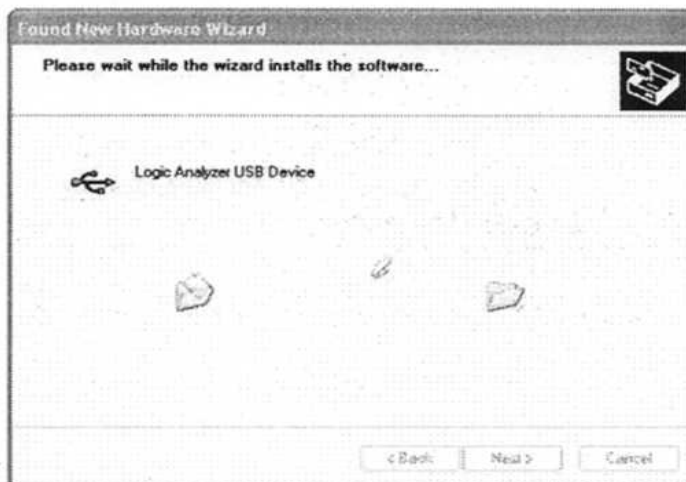 Found New Hardware Wizard
Please wait while the wizard installs the software...
Logic Analyzer USB Device
< Back
Next >
Cancel